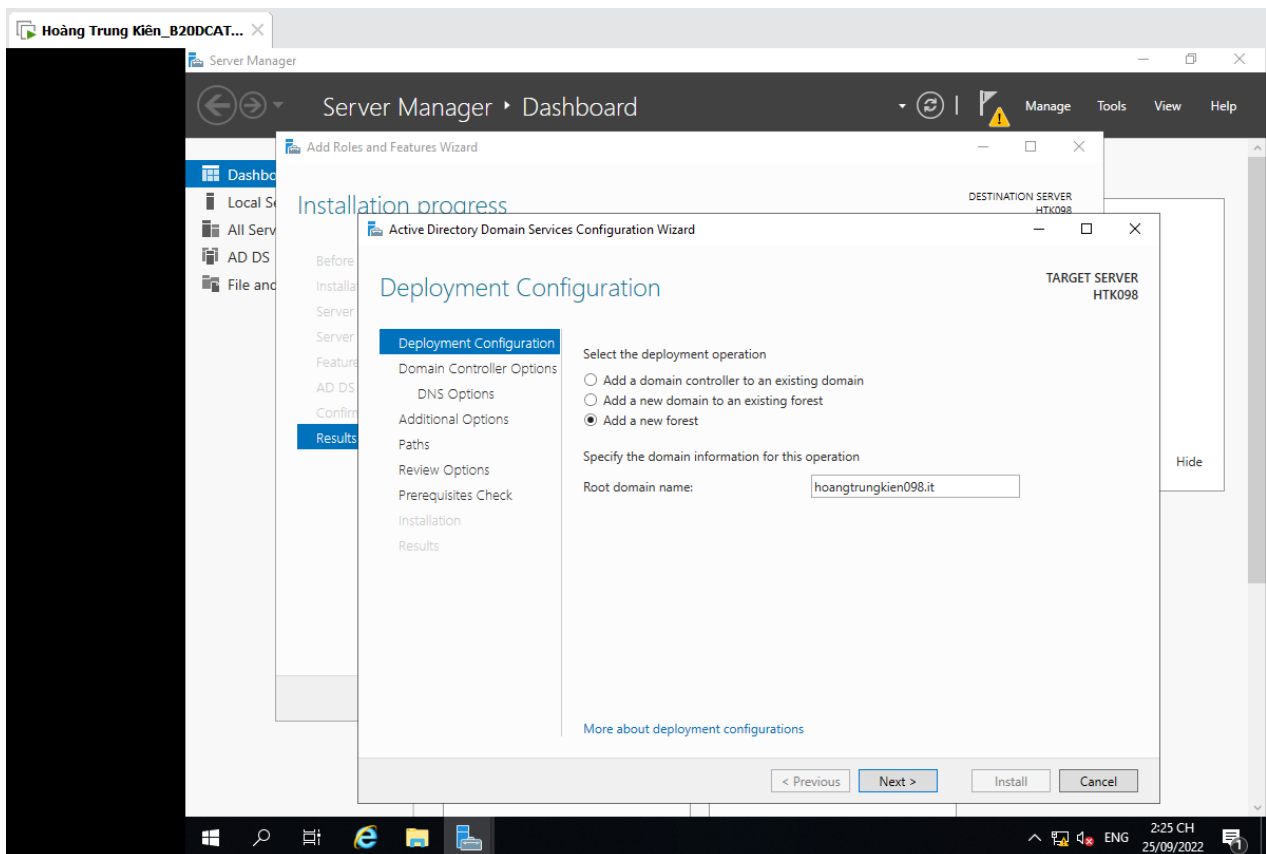 Hoàng Trung Kiên_B20DCAT...
Server Manager
Server Manager • Dashboard
Manage Tools View Help
Add Roles and Features Wizard
Dashbo
Local Se
All Serv
AD DS
File and
Installation progress
DESTINATION SERVER
HTK098
Before
Installa
Server
Server
Feature
AD DS
Confirm
Results
Hide
Active Directory Domain Services Configuration Wizard
Deployment Configuration
TARGET SERVER
HTK098
Deployment Configuration
Domain Controller Options
DNS Options
Additional Options
Paths
Review Options
Prerequisites Check
Installation
Results
Select the deployment operation
Add a domain controller to an existing domain
Add a new domain to an existing forest
Add a new forest
Specify the domain information for this operation
Root domain name: hoangtrungkien098.it
More about deployment configurations
< Previous Next > Install Cancel
ENG
2:25 CH
25/09/2022
1